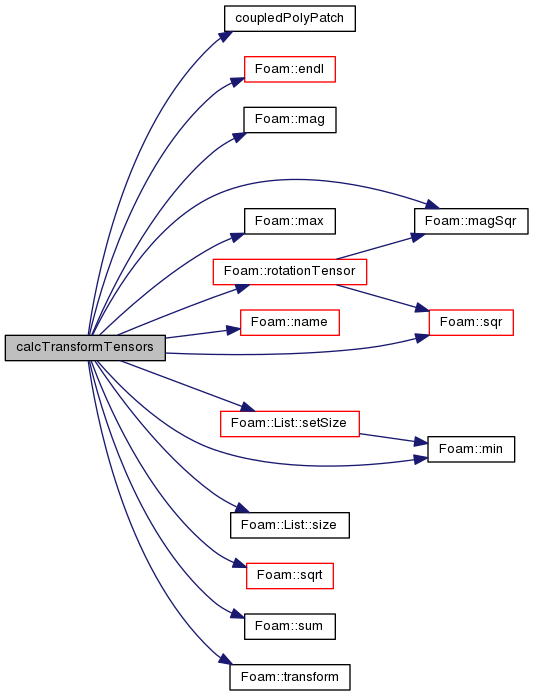 coupledPolyPatch
Foam::endl
Foam::mag
Foam::max
Foam::magSqr
Foam::rotationTensor
Foam::name
Foam::sqr
calcTransformTensors
Foam::List::setSize
Foam::min
Foam::List::size
Foam::sqrt
Foam::sum
Foam::transform